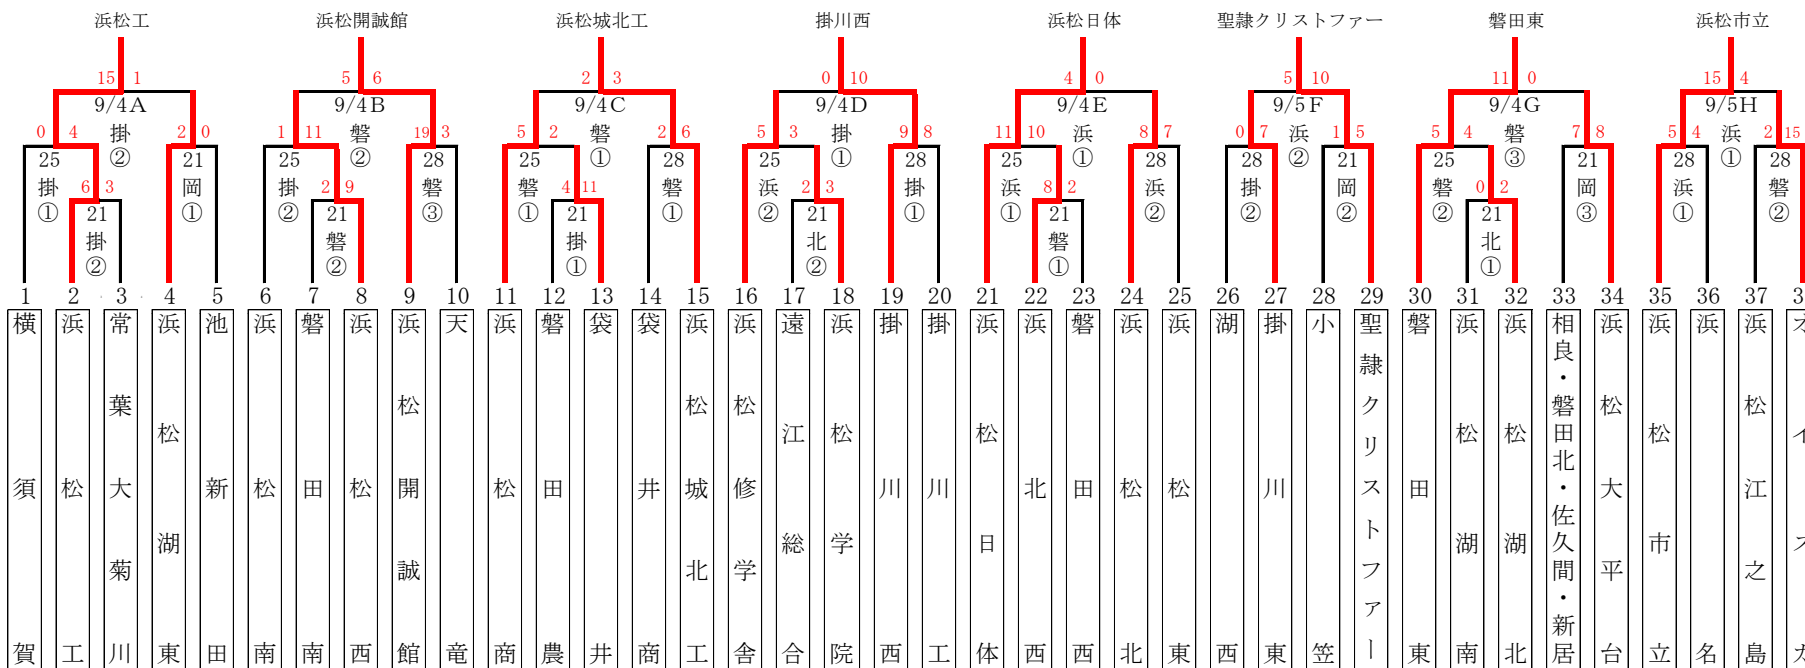 浜松工 浜松開誠館 浜松城北工 掛川西 浜松日体 聖隷クリストファー 磐田東 浜松市立
15 1 5 6 2 3 0 10 4 0 5 10 11 0 15 4
9/4A 9/4B 9/4C 9/4D 9/4E 9/5F 9/4G 9/5H
0 4 掛② 2 0 1 11 磐② 19 3 5 2 磐① 2 6 5 3 掛① 9 8 11 10 浜① 8 7 0 7 浜② 1 5 5 4 磐③ 7 8 5 4 浜① 2 15
25 21 25 28 25 28 25 28 25 28 28 21 25 21 28 28
掛① 岡① 掛② 磐③ 磐① 磐① 浜② 掛① 浜① 浜② 掛② 岡② 磐② 岡③ 浜① 磐②
6 3 2 9 4 11 2 3 8 2 0 2
21 21 21 21 21 21
掛② 磐② 掛① 北② 磐① 北①
1 2 3 4 5 6 7 8 9 10 11 12 13 14 15 16 17 18 19 20 21 22 23 24 25 26 27 28 29 30 31 32 33 34 35 36 37 3
横須賀
浜松工
常葉大菊川
浜松湖東
池新田
浜松南
磐田南
浜松西
浜松開誠館
天竜
浜松商
磐田農
袋井
袋井商
浜松城北工
浜松修学舎
遠江総合
浜松学院
掛川西
掛川工
浜松日体
浜北西
磐田西
浜松北
浜松東
湖西
掛川東
小笠
聖隷クリストファー
磐田東
浜松湖南
浜松湖北
相良・磐田北・佐久間・新居
浜松大平台
浜松市立
浜名
浜松江之島